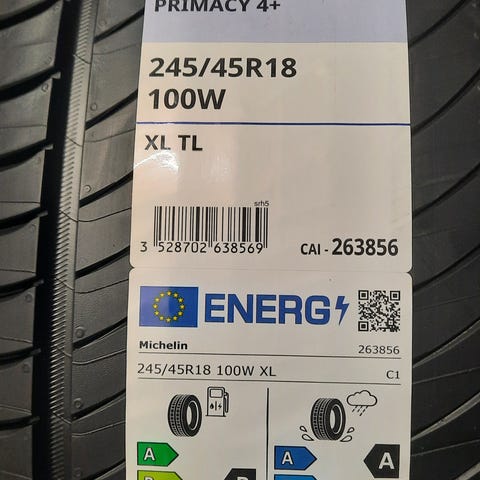 PRIMACY 4+
245/45R18
100W
XL TL
srh5
3 528702 638569
CAI - 263856
ENERG
Michelin
263856
245/45R18 100W XL
C1
A
A
A
B